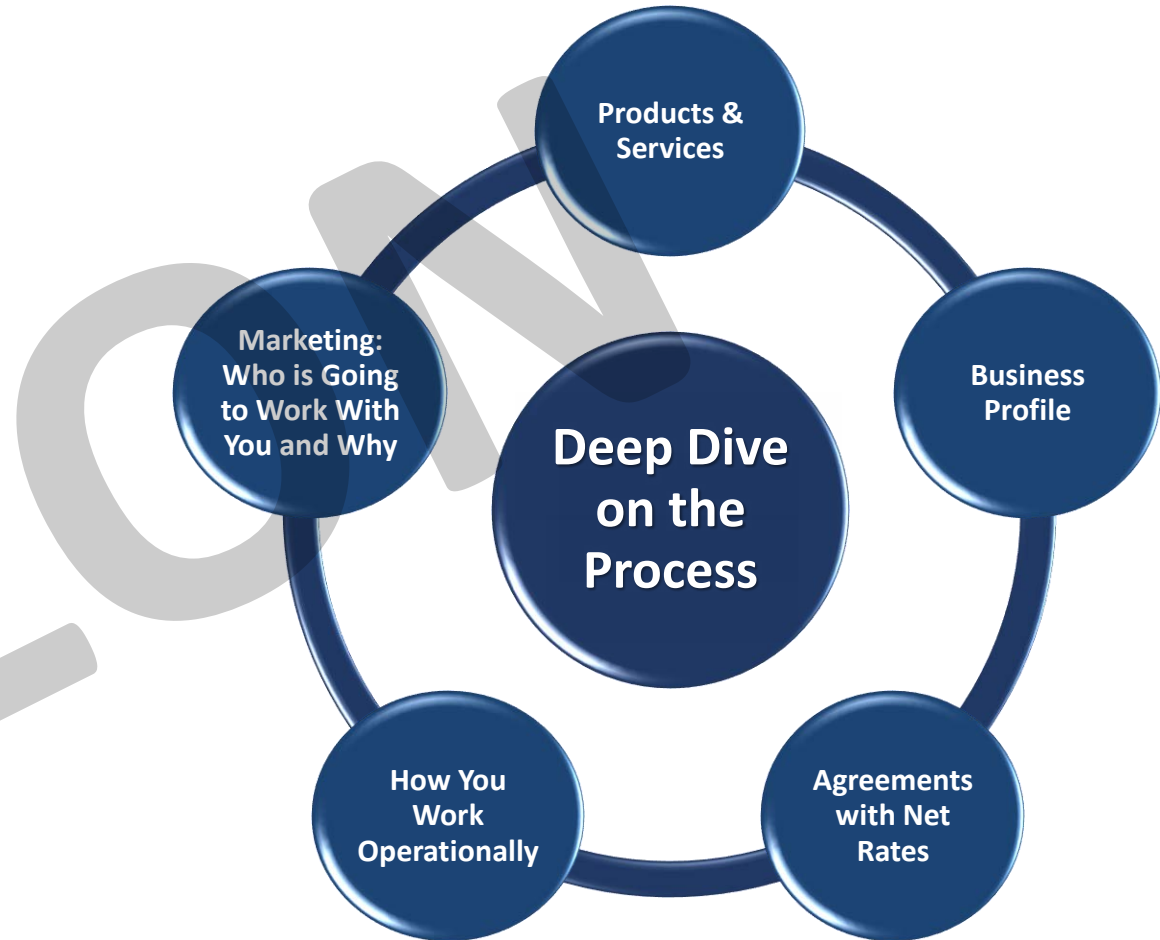 Products &
Services
Business
Profile
Agreements
with Net
Rates
How You
Work
Operationally
Marketing:
Who is Going
to Work With
You and Why
Deep Dive
on the
Process